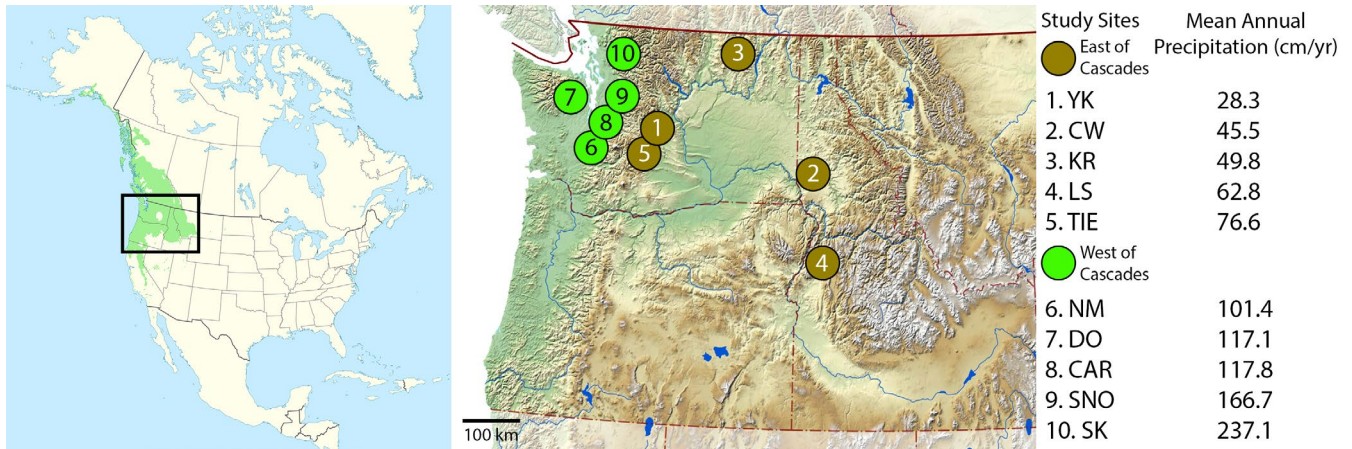 10
3
9
7
8
1
6
5
2
4
100 km
Study Sites Mean Annual
Precipitation (cm/yr)
East of
Cascades
1. YK 28.3
2. CW 45.5
3. KR 49.8
4. LS 62.8
5. TIE 76.6
West of
Cascades
6. NM 101.4
7. DO 117.1
8. CAR 117.8
9. SNO 166.7
10. SK 237.1